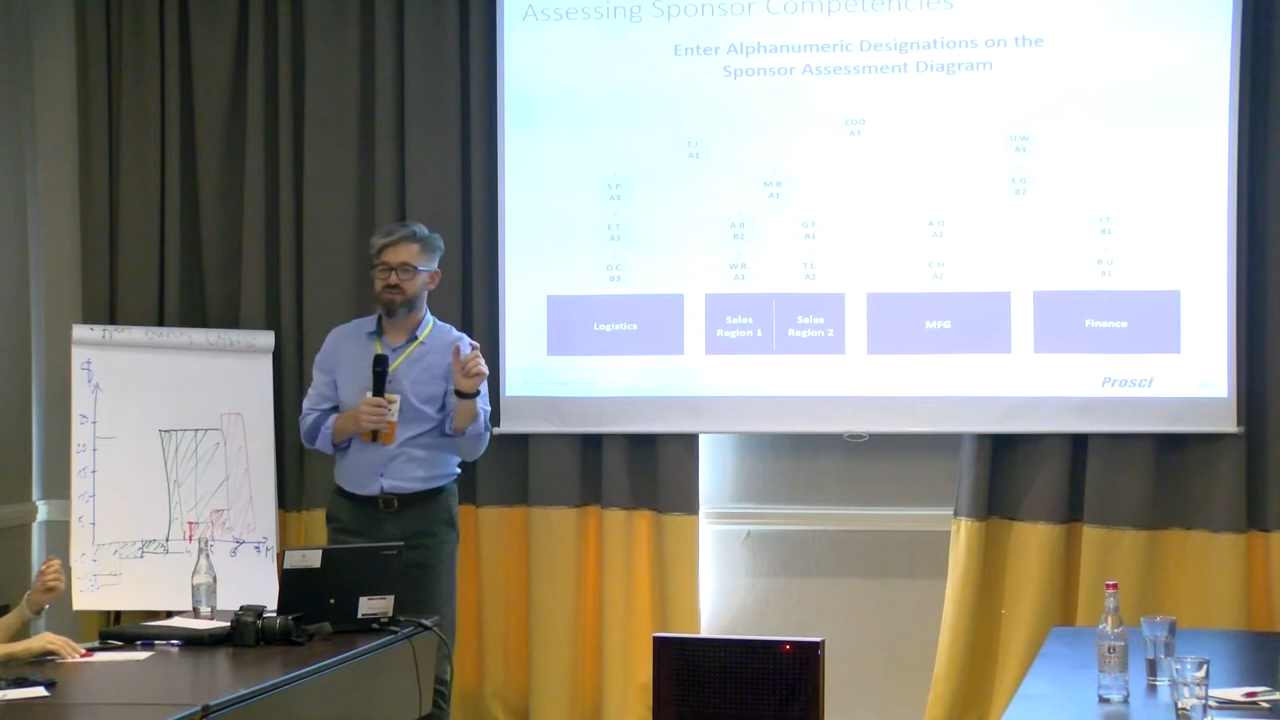 Assessing Sponsor Competencies
Enter Alphanumeric Designations on the
Sponsor Assessment Diagram
COO
A3
T.I.
A1
U.W.
B3
S.P.
A3
M.R.
A1
E.G.
B2
E.T.
A3
A.B.
B2
G.F.
A1
A.O.
A2
I.T.
B1
D.C.
B3
W.R.
A1
T.L.
A2
C.H.
A2
B.U.
B1
Logistics
Sales
Region 1
Sales
Region 2
MFG
Finance
Prosci